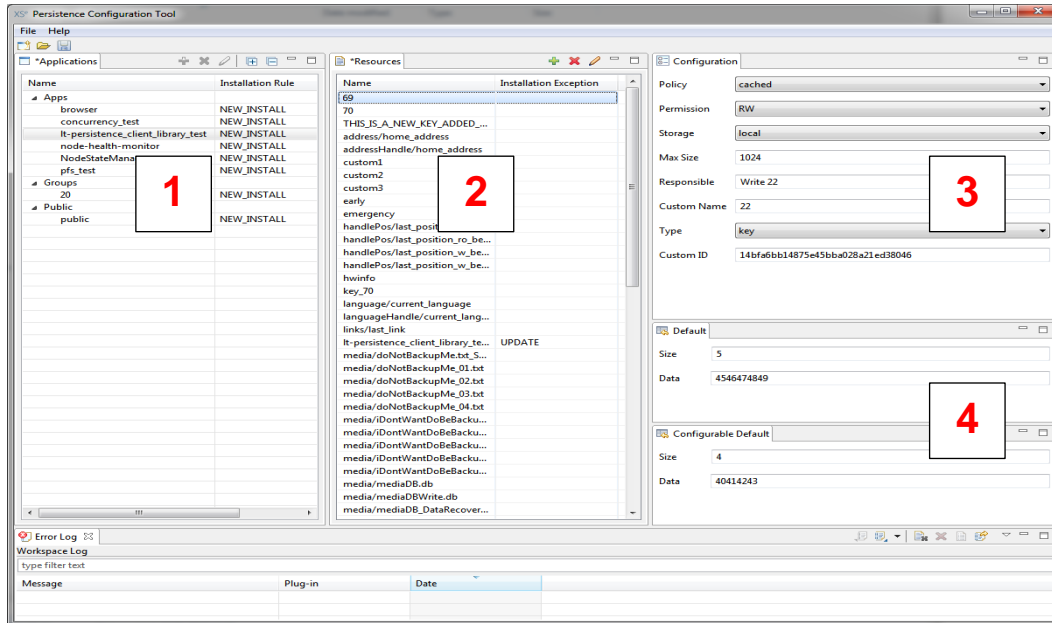 XS* Persistence Configuration Tool
File Help
*Applications
Name Installation Rule
Apps
browser NEW_INSTALL
concurrency_test NEW_INSTALL
lt-persistence_client_library_test NEW_INSTALL
node-health-monitor NEW_INSTALL
NodeStateMana NEW_INSTALL
pfs_test NEW_INSTALL
Groups
20 NEW_INSTALL
Public
public NEW_INSTALL
1
*Resources
Name Installation Exception
69
70
THIS_IS_A_NEW_KEY_ADDED_...
address/home_address
addressHandle/home_address
custom1
custom2
custom3
early
emergency
handlePos/last_posit
handlePos/last_position_ro_be...
handlePos/last_position_w_be...
handlePos/last_position_w_be...
hwinfo
key_70
language/current_language
languageHandle/current_lang...
links/last_link
lt-persistence_client_library_te... UPDATE
media/doNotBackupMe.txt_S...
media/doNotBackupMe_01.txt
media/doNotBackupMe_02.txt
media/doNotBackupMe_03.txt
media/doNotBackupMe_04.txt
media/iDontWantDoBeBacku...
media/iDontWantDoBeBacku...
media/iDontWantDoBeBacku...
media/iDontWantDoBeBacku...
media/iDontWantDoBeBacku...
media/mediaDB.db
media/mediaDBWrite.db
media/mediaDB_DataRecover...
2
Configuration
Policy cached
Permission RW
Storage local
Max Size 1024
Responsible Write 22
Custom Name 22
Type key
Custom ID 14bfa6bb14875e45bba028a21ed38046
3
Default
Size 5
Data 4546474849
4
Configurable Default
Size 4
Data 40414243
Error Log
Workspace Log
type filter text
Message Plug-in Date